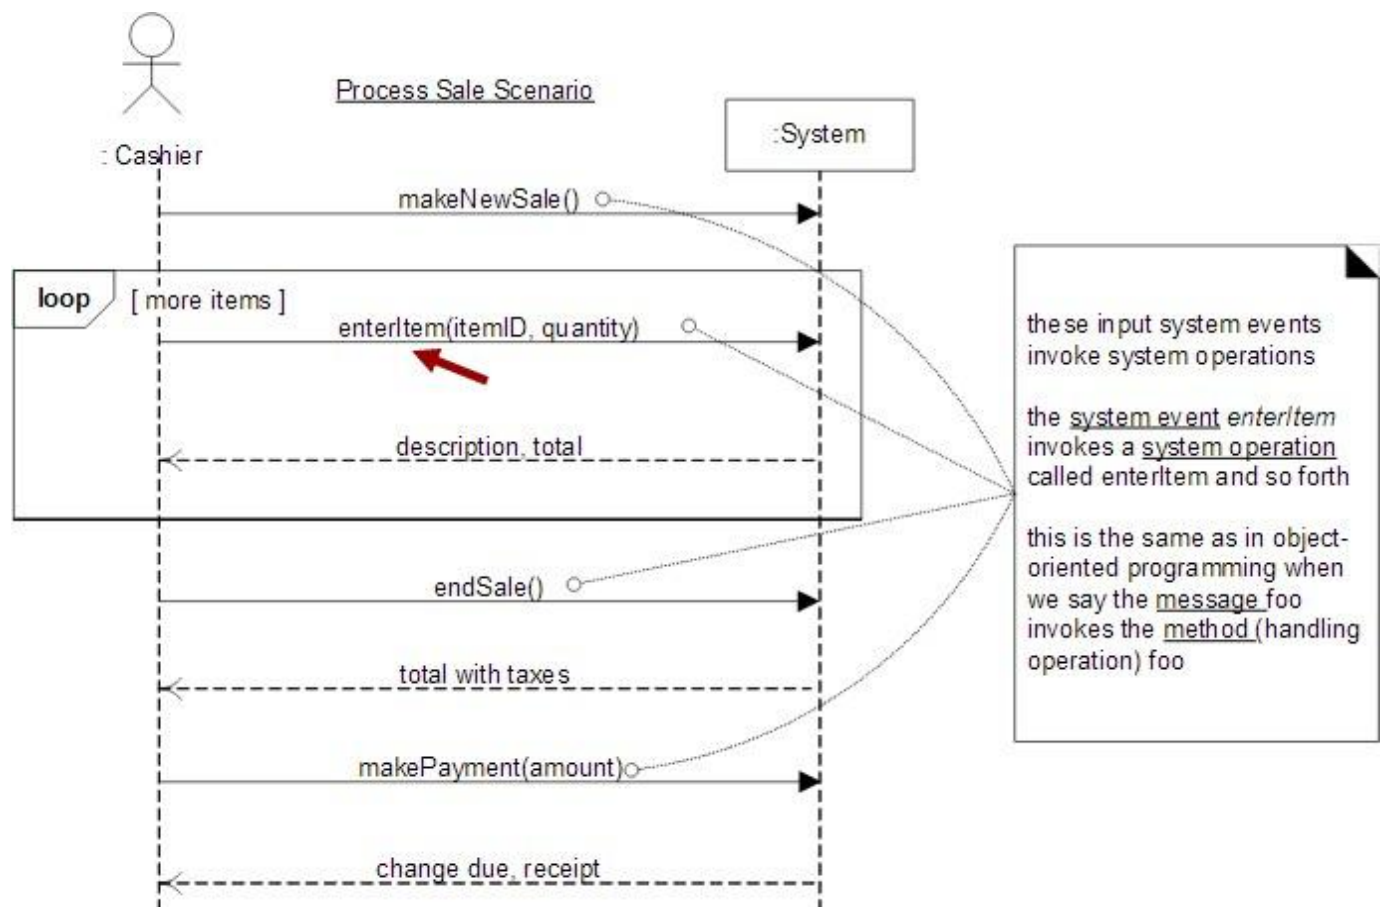 Process Sale Scenario
: Cashier
:System
makeNewSale()
loop
[ more items ]
enterItem(itemID, quantity)
description, total
endSale()
total with taxes
makePayment(amount)
change due, receipt
these input system events
invoke system operations
the system event enterItem
invokes a system operation
called enterItem and so forth
this is the same as in object-
oriented programming when
we say the message foo
invokes the method (handling
operation) foo